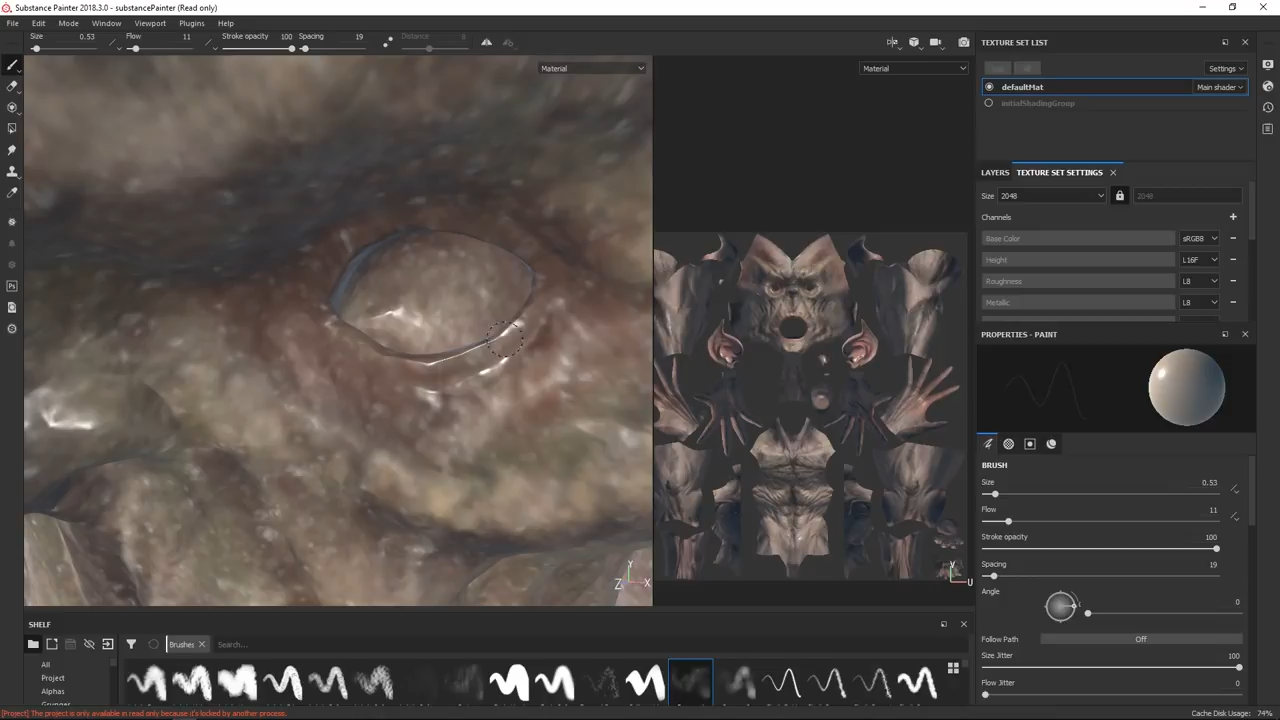 Substance Painter 2018.3.0 - substancePainter (Read only)
File Edit Mode Window Viewport Plugins Help
Size 0.53 Flow 11 Stroke opacity 100 Spacing 19 Distance 8
Material
Material
TEXTURE SET LIST
Settings
defaultMat Main shader
initialShadingGroup
LAYERS TEXTURE SET SETTINGS
Size 2048 2048
Channels
Base Color sRGB8
Height L16F
Roughness L8
Metallic L8
PROPERTIES - PAINT
BRUSH
Size 0.53
Flow 11
Stroke opacity 100
Spacing 19
Angle 0
Follow Path Off
Size Jitter 100
Flow Jitter 0
Y
Z X
V
U
Ps
SHELF
Brushes Search...
All
Project
Alphas
[Project] The project is only available in read only because it's locked by another process.
Cache Disk Usage: 74%